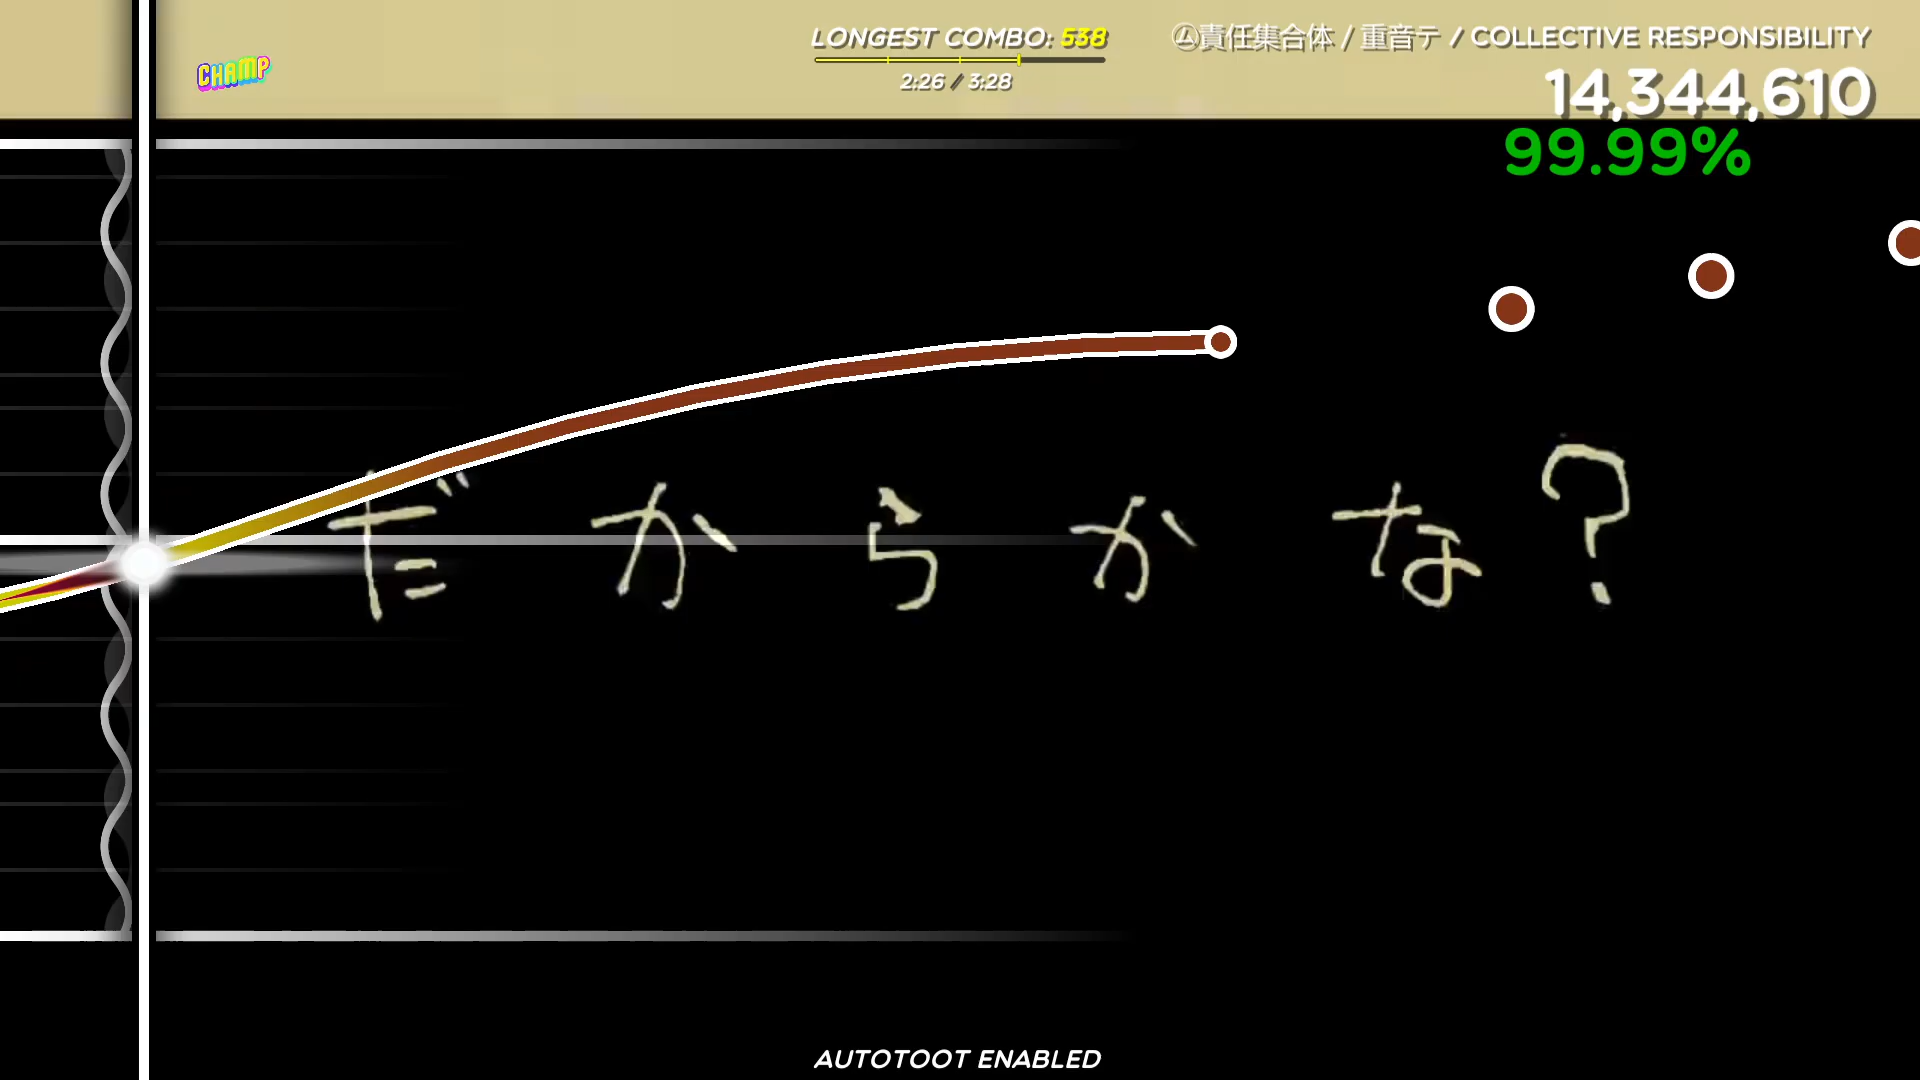 CHAMP
LONGEST COMBO: 538
2:26 / 3:28
㋰責任集合体 / 重音テ / COLLECTIVE RESPONSIBILITY
14,344,610
99.99%
だからかな?
AUTOTOOT ENABLED